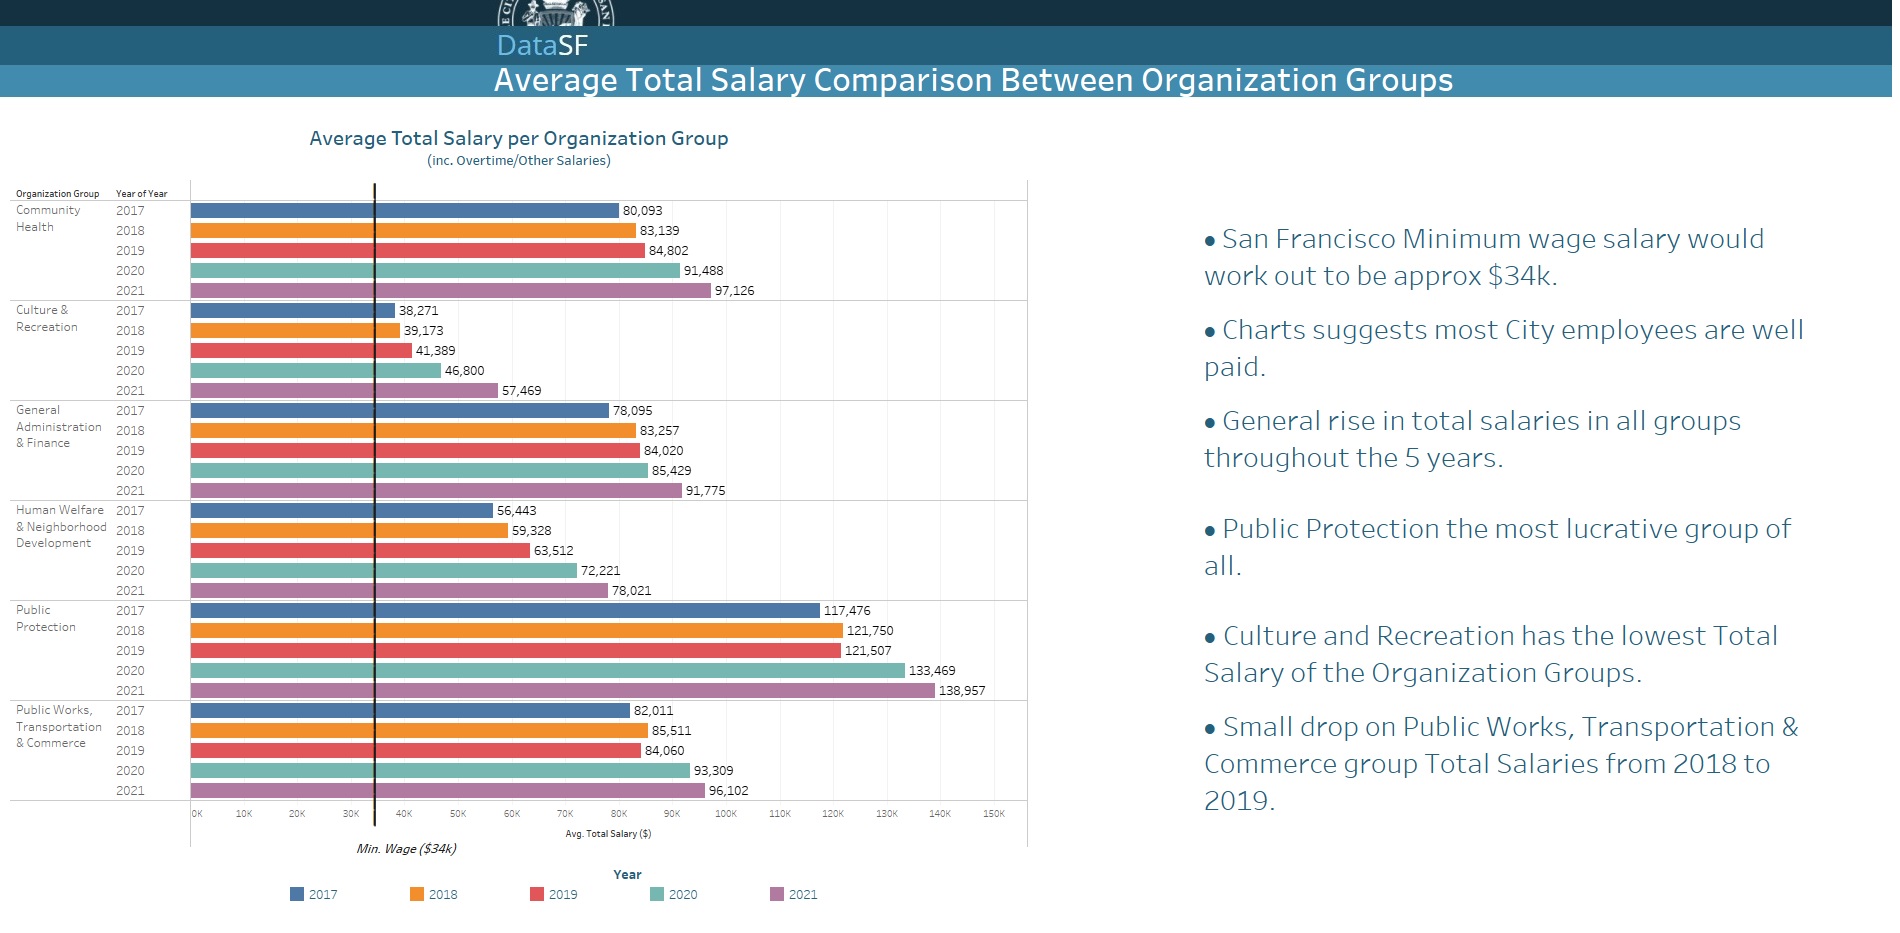 DataSF
Average Total Salary Comparison Between Organization Groups
Average Total Salary per Organization Group
(inc. Overtime/Other Salaries)
Organization Group Year of Year
Community Health
2017 80,093
2018 83,139
2019 84,802
2020 91,488
2021 97,126
Culture & Recreation
2017 38,271
2018 39,173
2019 41,389
2020 46,800
2021 57,469
General Administration & Finance
2017 78,095
2018 83,257
2019 84,020
2020 85,429
2021 91,775
Human Welfare & Neighborhood Development
2017 56,443
2018 59,328
2019 63,512
2020 72,221
2021 78,021
Public Protection
2017 117,476
2018 121,750
2019 121,507
2020 133,469
2021 138,957
Public Works, Transportation & Commerce
2017 82,011
2018 85,511
2019 84,060
2020 93,309
2021 96,102
0K 10K 20K 30K 40K 50K 60K 70K 80K 90K 100K 110K 120K 130K 140K 150K
Avg. Total Salary ($)
Min. Wage ($34k)
Year
2017 2018 2019 2020 2021
• San Francisco Minimum wage salary would
work out to be approx $34k.
• Charts suggests most City employees are well
paid.
• General rise in total salaries in all groups
throughout the 5 years.
• Public Protection the most lucrative group of
all.
• Culture and Recreation has the lowest Total
Salary of the Organization Groups.
• Small drop on Public Works, Transportation &
Commerce group Total Salaries from 2018 to
2019.